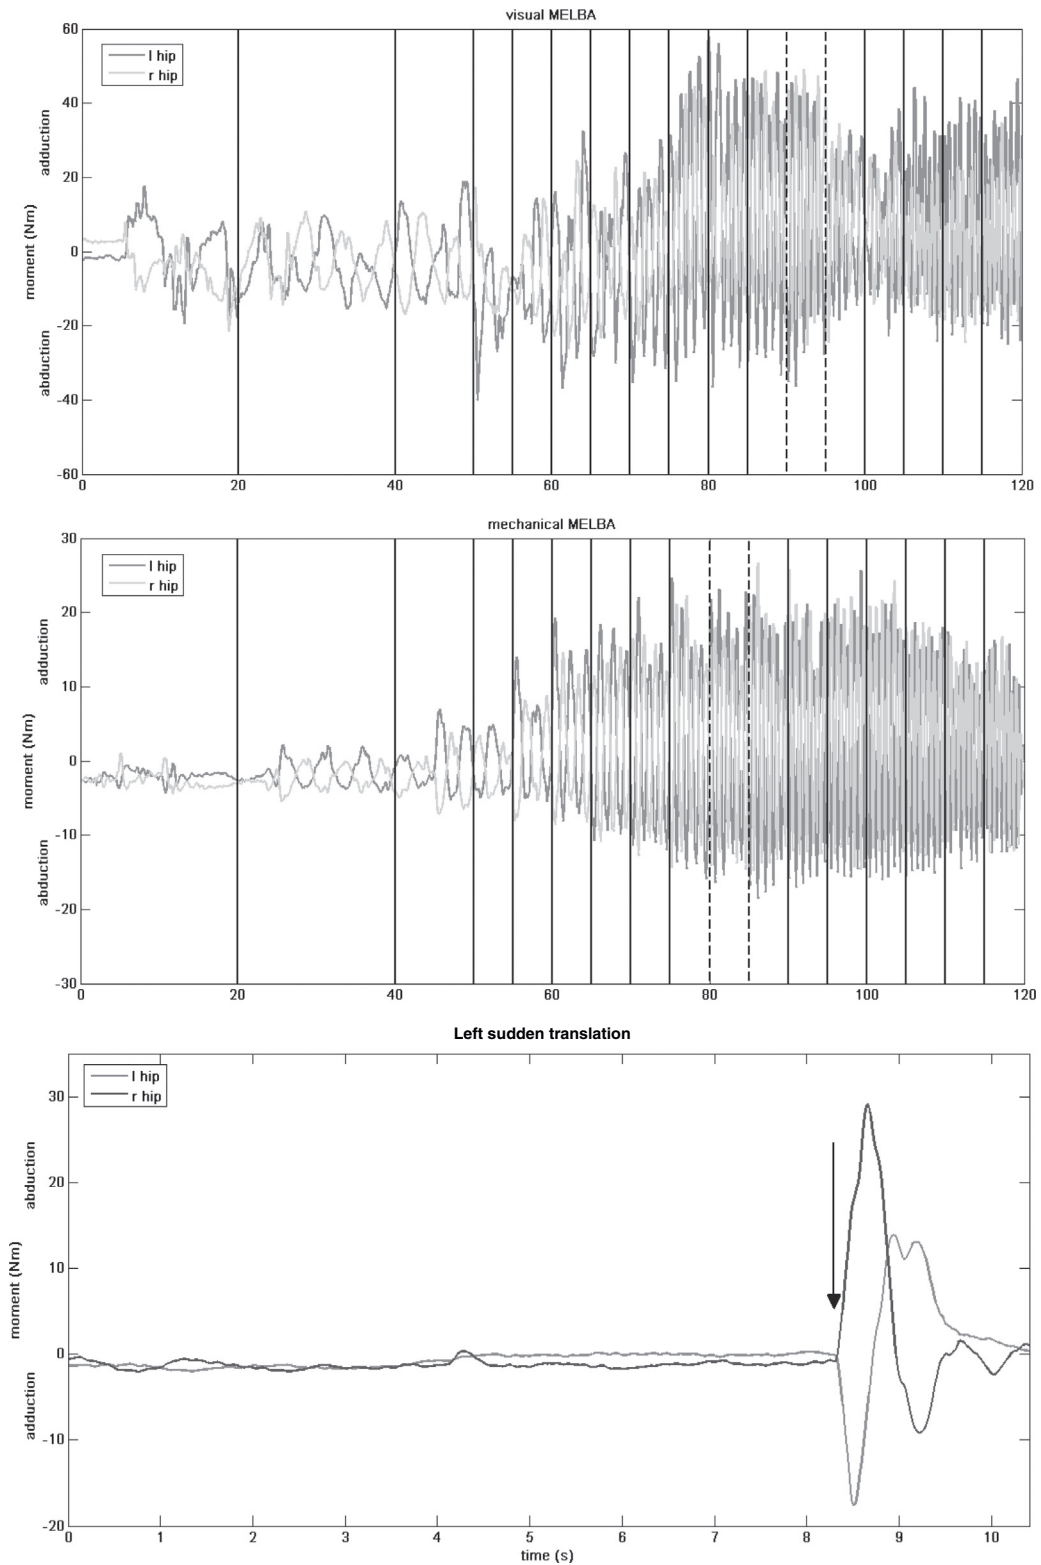 visual MELBA
60
40
20
0
-20
-40
-60
adduction
moment (Nm)
abduction
l hip
r hip
0 20 40 60 80 100 120
mechanical MELBA
30
20
10
0
-10
-20
-30
adduction
moment (Nm)
abduction
l hip
r hip
0 20 40 60 80 100 120
Left sudden translation
30
20
10
0
-10
-20
abduction
moment (Nm)
adduction
l hip
r hip
0 1 2 3 4 5 6 7 8 9 10
time (s)